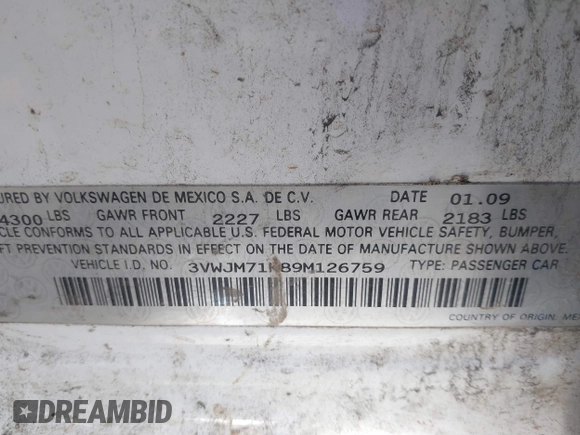 URED BY VOLKSWAGEN DE MEXICO S.A. DE C.V. DATE 01.09
4300 LBS GAWR FRONT 2227 LBS GAWR REAR 2183 LBS
CLE CONFORMS TO ALL APPLICABLE U.S. FEDERAL MOTOR VEHICLE SAFETY, BUMPER,
FT PREVENTION STANDARDS IN EFFECT ON THE DATE OF MANUFACTURE SHOWN ABOVE.
VEHICLE I.D. NO. 3VWJM71K89M126759 TYPE: PASSENGER CAR
COUNTRY OF ORIGIN: ME
DREAMBID